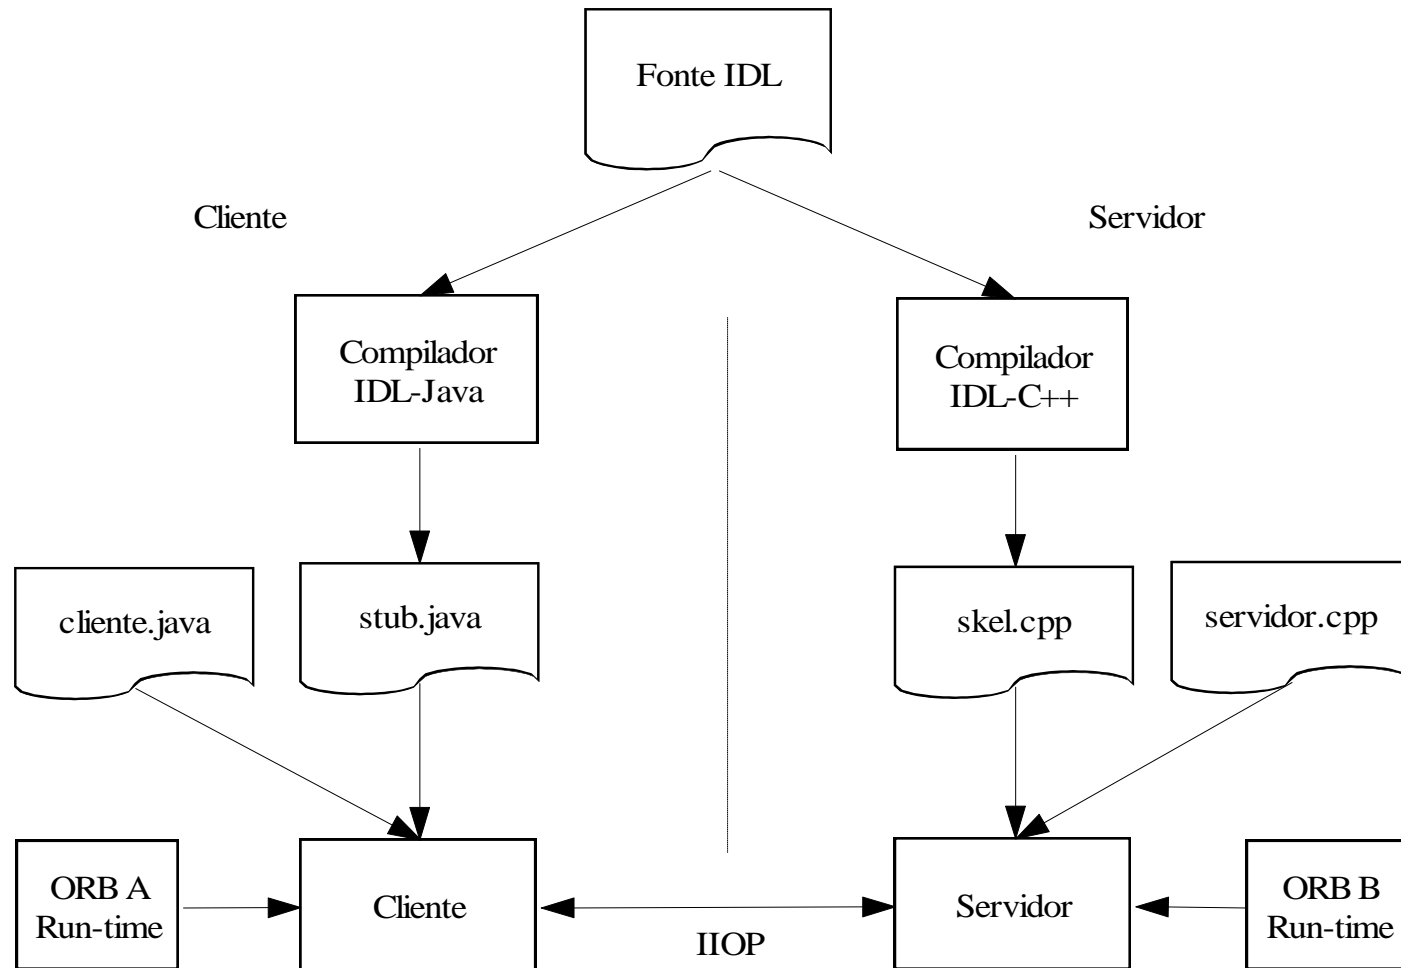 Fonte IDL
Cliente
Servidor
Compilador
IDL-Java
Compilador
IDL-C++
cliente.java
stub.java
skel.cpp
servidor.cpp
ORB A
Run-time
Cliente
IIOP
Servidor
ORB B
Run-time